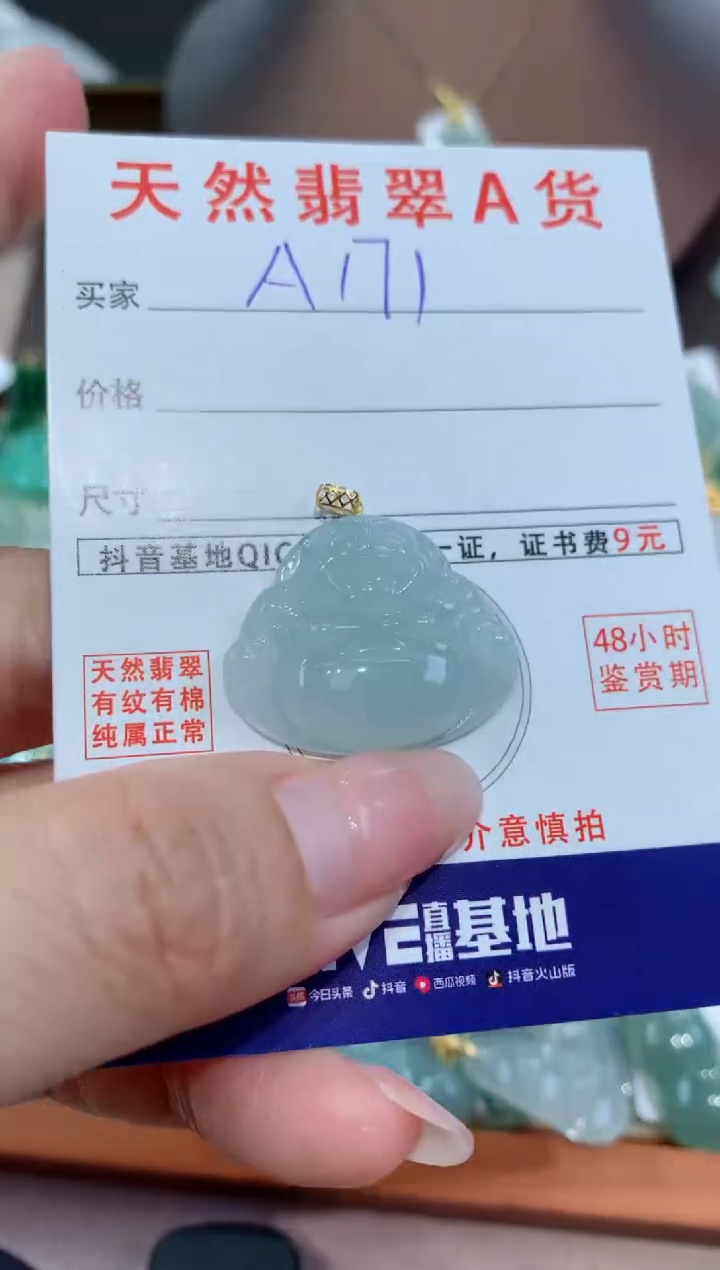 天然翡翠A货
买家
价格
尺寸
抖音基地QIC 一证，证书费9元
天然翡翠
有纹有棉
纯属正常
48小时
鉴赏期
介意慎拍
直播基地
今日头条 抖音 西瓜视频 抖音火山版